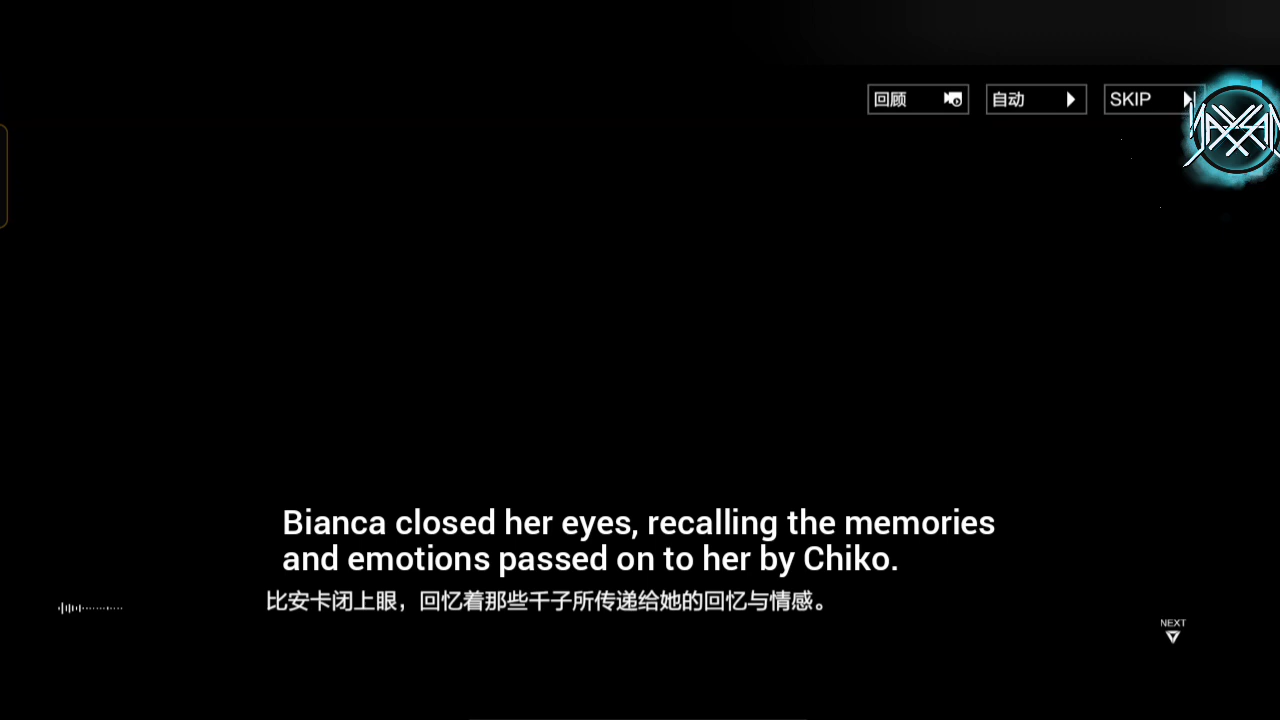 回顾
自动
SKIP
Bianca closed her eyes, recalling the memories
and emotions passed on to her by Chiko.
比安卡闭上眼，回忆着那些千子所传递给她的回忆与情感。
NEXT